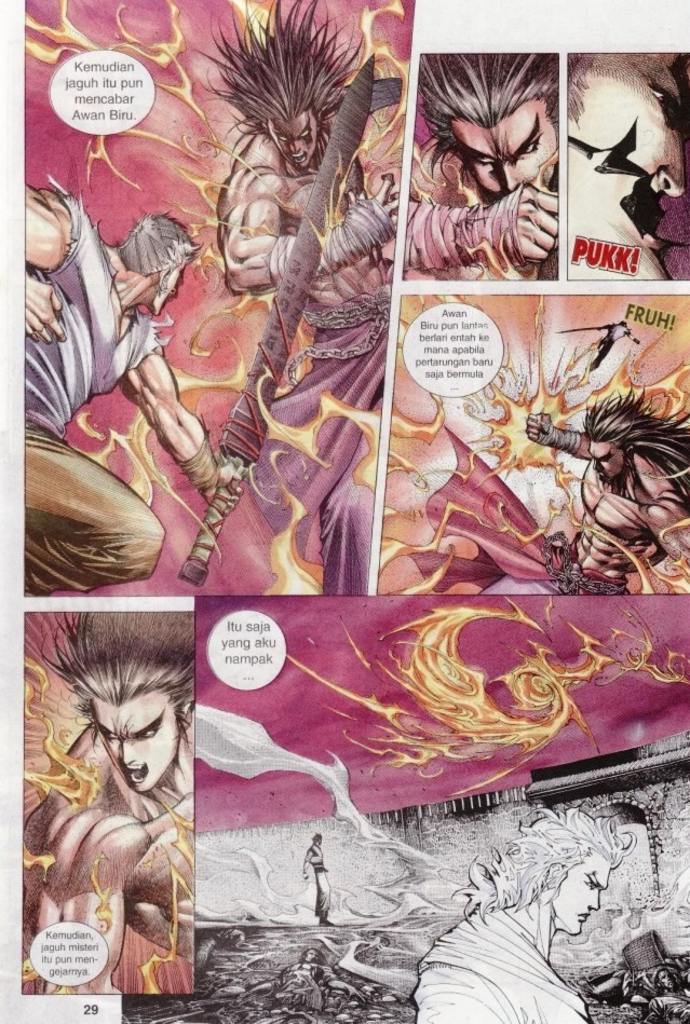 Kemudian
jaguh itu pun
mencabar
Awan Biru.
PUKK!
Awan
Biru pun lantas
berlari entah ke
mana apabila
pertarungan baru
saja bermula
...
FRUH!
Kemudian,
jaguh misteri
itu pun men-
gejarnya.
Itu saja
yang aku
nampak
...
29